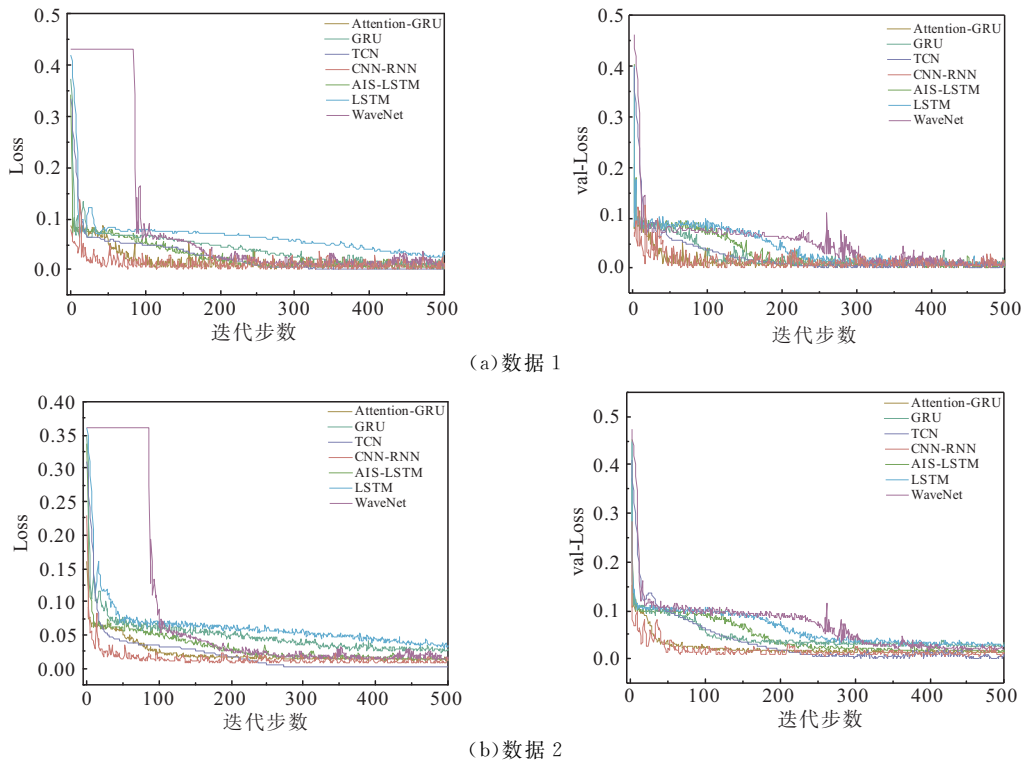 0.5
0.4
0.3
0.2
0.1
0.0
Loss
0 100 200 300 400 500
迭代步数
Attention-GRU
GRU
TCN
CNN-RNN
AIS-LSTM
LSTM
WaveNet
0.5
0.4
0.3
0.2
0.1
0.0
val-Loss
0 100 200 300 400 500
迭代步数
Attention-GRU
GRU
TCN
CNN-RNN
AIS-LSTM
LSTM
WaveNet
(a)数据 1
0.40
0.35
0.30
0.25
0.20
0.15
0.10
0.05
0.00
Loss
0 100 200 300 400 500
迭代步数
Attention-GRU
GRU
TCN
CNN-RNN
AIS-LSTM
LSTM
WaveNet
0.5
0.4
0.3
0.2
0.1
0.0
val-Loss
0 100 200 300 400 500
迭代步数
Attention-GRU
GRU
TCN
CNN-RNN
AIS-LSTM
LSTM
WaveNet
(b)数据 2